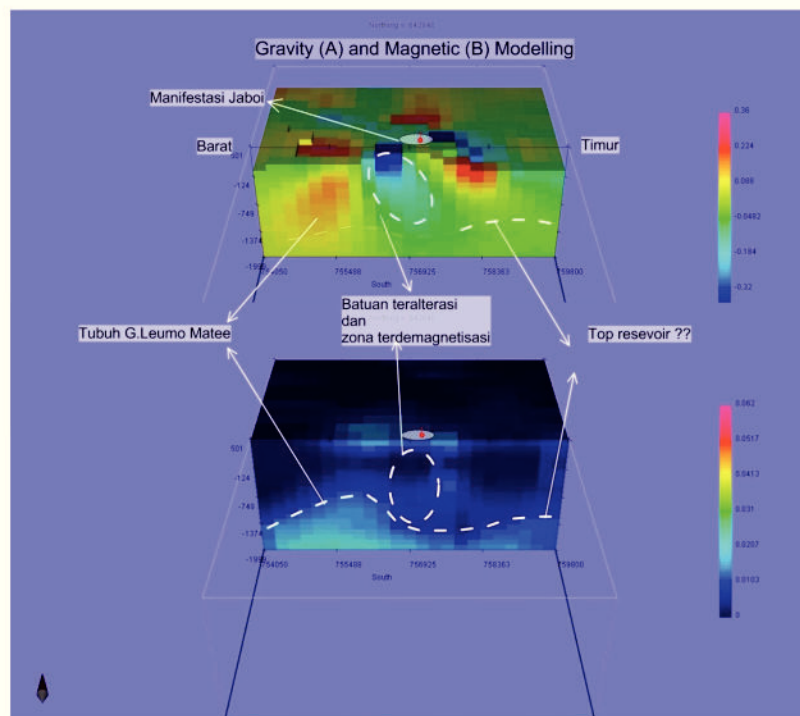 Gravity (A) and Magnetic (B) Modelling
Manifestasi Jaboi
Barat
Timur
501
-124
-749
-1374
755488
756925
758363
759800
South
0.36
0.224
0.088
-0.0482
-0.184
-0.32
Tubuh G.Leumo Matee
Batuan teralterasi
dan
zona terdemagnetisasi
Top resevoir ??
501
-124
-749
-1374
755488
756925
758363
759800
South
0.062
0.0517
0.0413
0.031
0.0207
0.0103
0